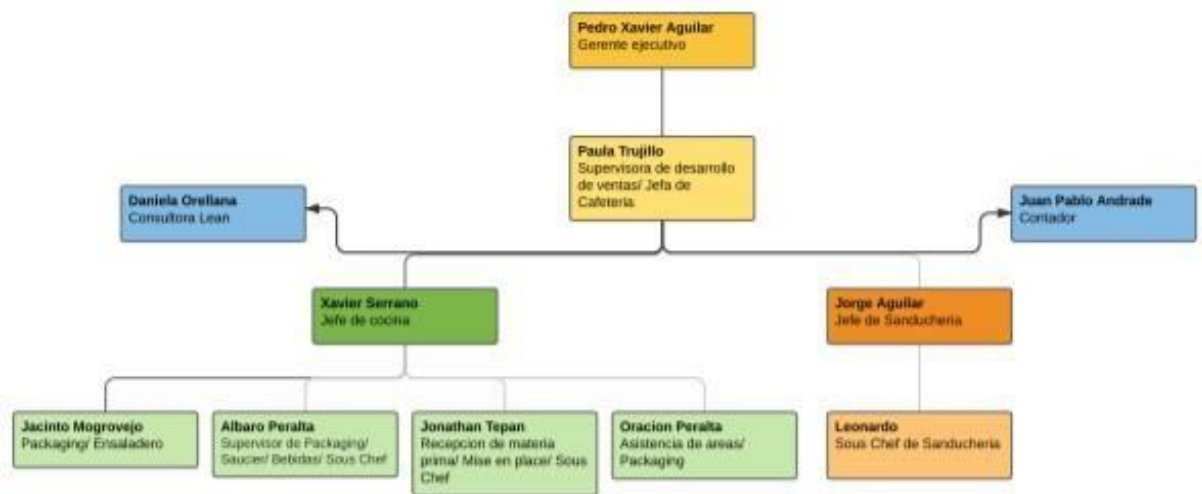 Pedro Xavier Aguilar
Gerente ejecutivo
Paula Trujillo
Supervisora de desarrollo
de ventas/ Jefa de
Cafeteria
Daniela Orellana
Consultora Lean
Juan Pablo Andrade
Contador
Xavier Serrano
Jefe de cocina
Jorge Aguilar
Jefe de Sanducheria
Jacinto Mogrovejo
Packaging/ Ensaladero
Albaro Peralta
Supervisor de Packaging/
Saucier/ Bebidas/ Sous Chef
Jonathan Tepan
Recepcion de materia
prima/ Mise en place/ Sous
Chef
Oracion Peralta
Asistencia de areas/
Packaging
Leonardo
Sous Chef de Sanducheria